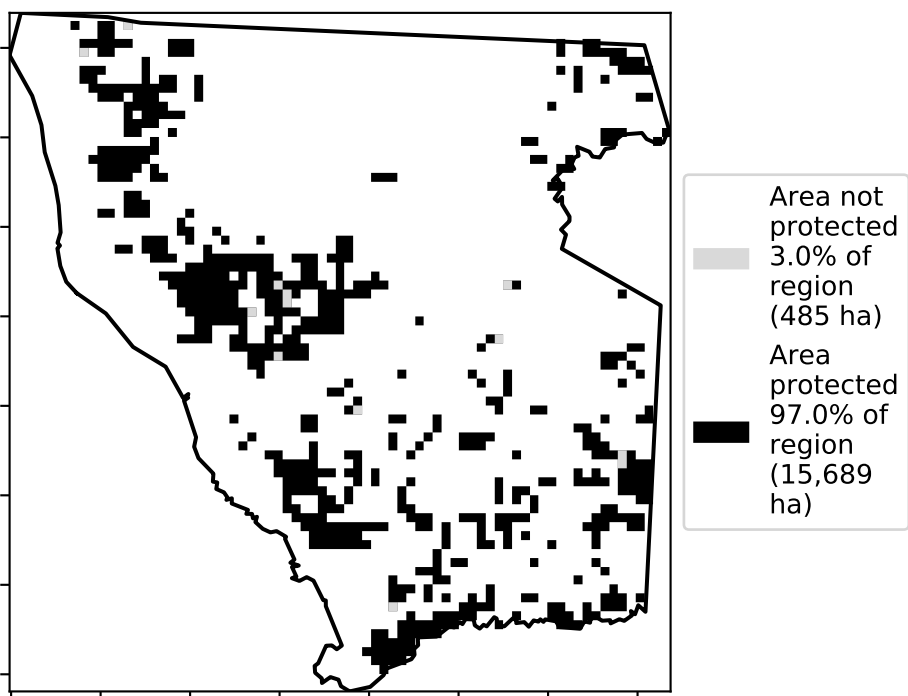 Area not
protected
3.0% of
region
(485 ha)
Area
protected
97.0% of
region
(15,689
ha)